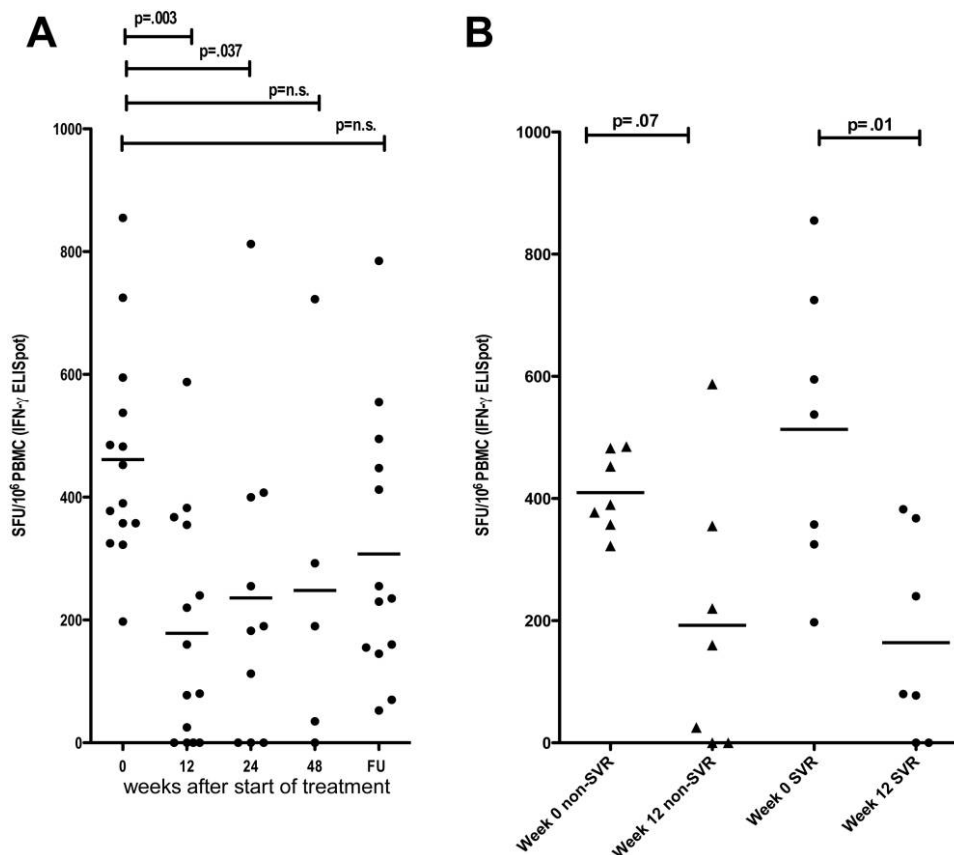 A
p=.003
p=.037
p=n.s.
p=n.s.
1000
800
600
400
200
0
SFU/10⁶ PBMC (IFN-γ ELISpot)
0 12 24 48 FU
weeks after start of treatment
B
p=.07
p=.01
1000
800
600
400
200
0
SFU/10⁶ PBMC (IFN-γ ELISpot)
Week 0 non-SVR
Week 12 non-SVR
Week 0 SVR
Week 12 SVR